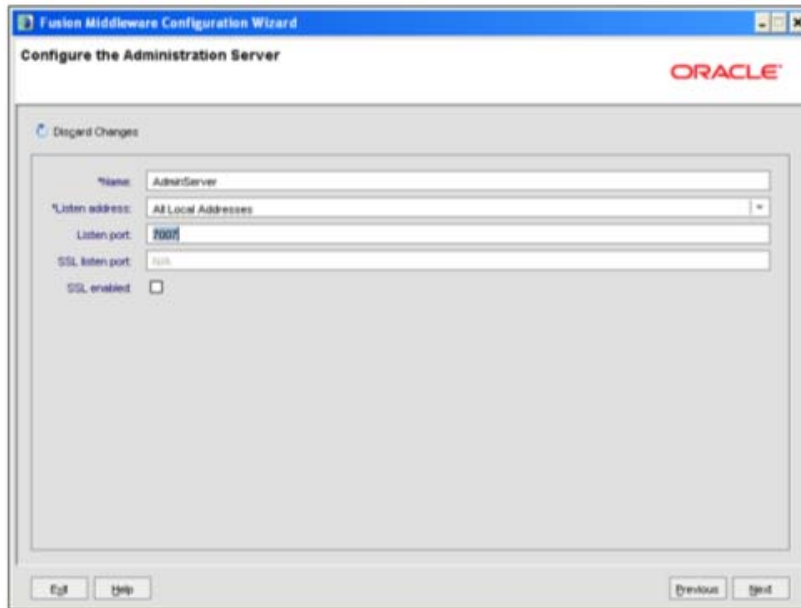 Fusion Middleware Configuration Wizard
Configure the Administration Server
ORACLE
Discard Changes
*Name: AdminServer
*Listen address: All Local Addresses
Listen port: 7007
SSL listen port: N/A
SSL enabled:
Exit Help Previous Next